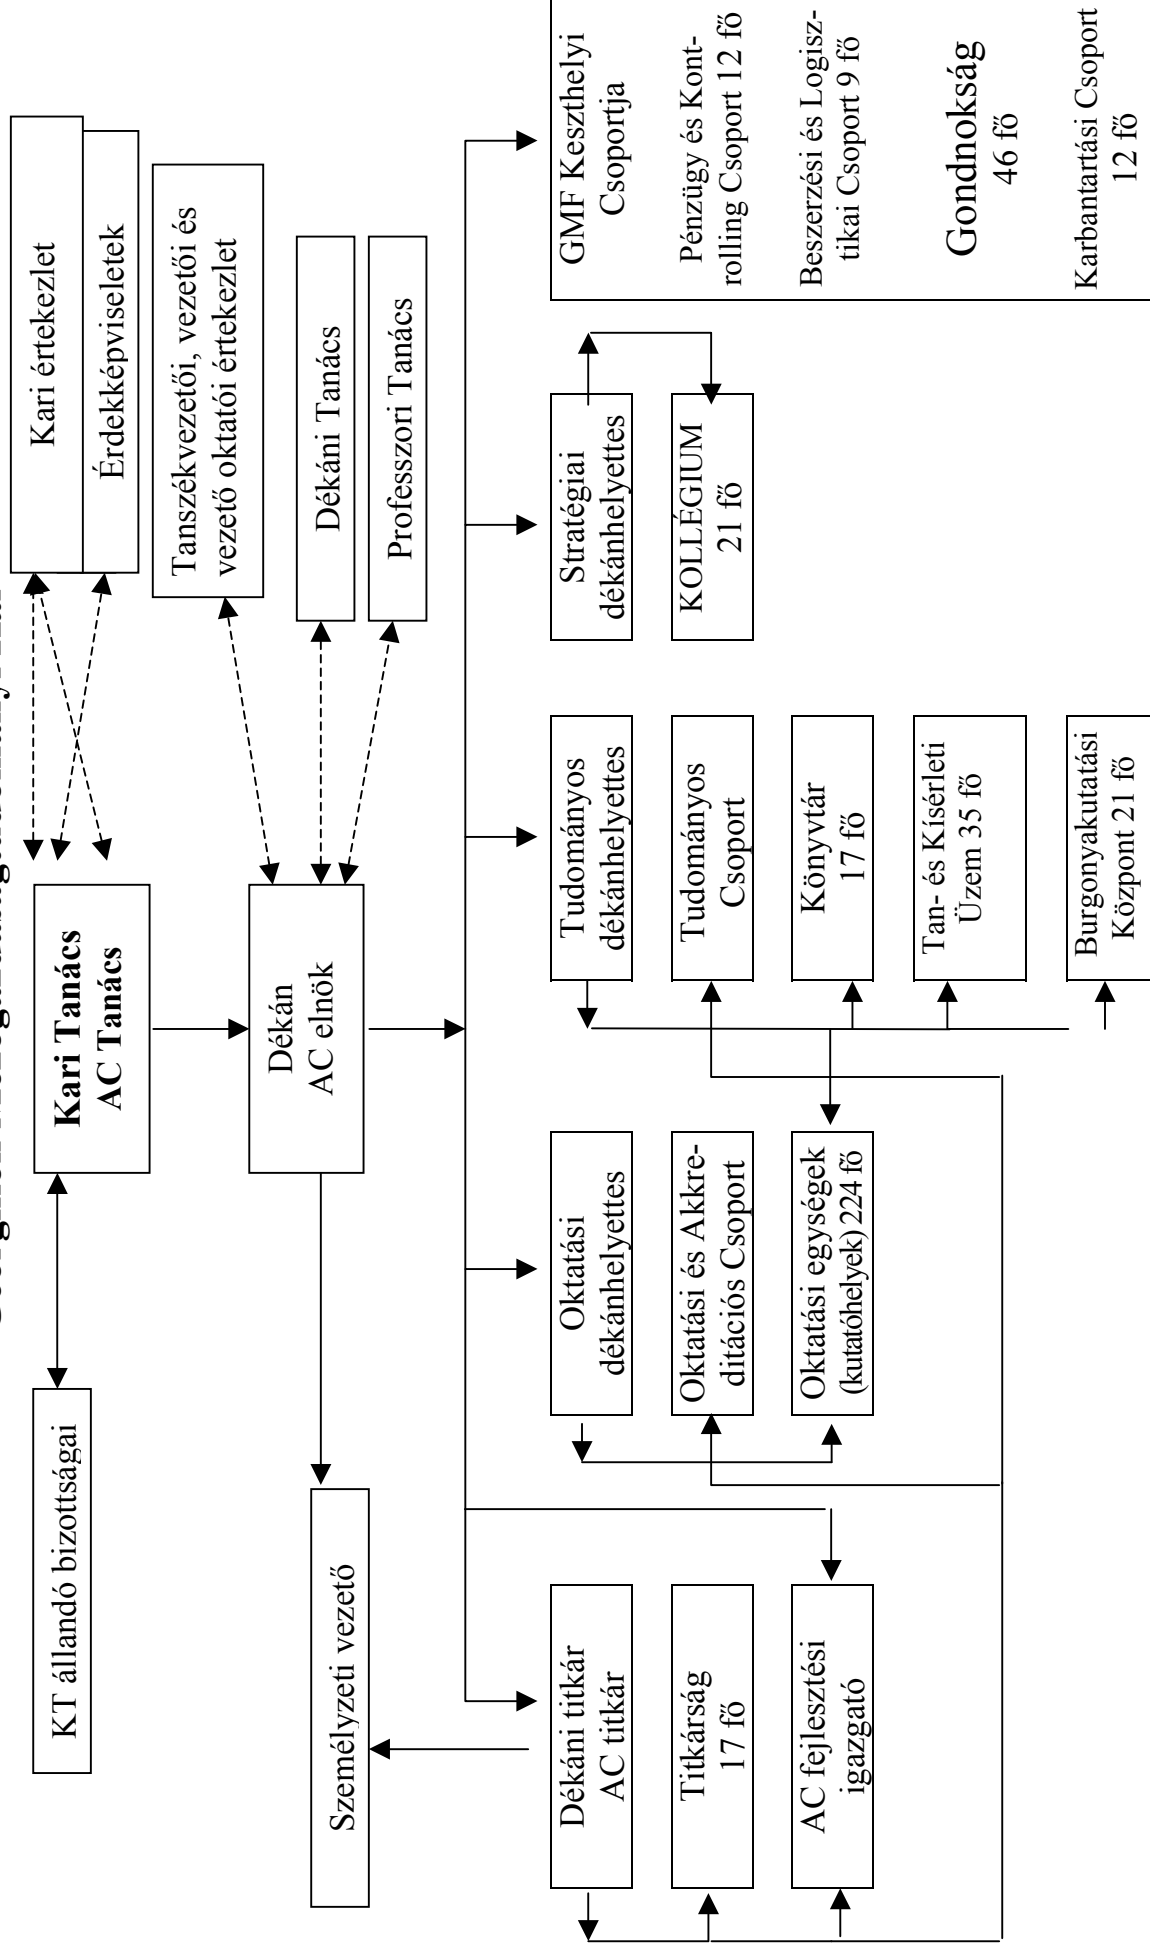 Kari értekezlet
Érdekképviseletek
KT állandó bizottságai
Kari Tanács
AC Tanács
Tanszékvezetői, vezetői és
vezető oktatói értekezlet
Személyzeti vezető
Dékán
AC elnök
Dékáni Tanács
Professzori Tanács
Dékáni titkár
AC titkár
Titkárság
17 fő
AC fejlesztési
igazgató
Oktatási
dékánhelyettes
Oktatási és Akkre-
ditációs Csoport
Oktatási egységek
(kutatóhelyek) 224 fő
Tudományos
dékánhelyettes
Tudományos
Csoport
Könyvtár
17 fő
Tan- és Kísérleti
Üzem 35 fő
Burgonyakutatási
Központ 21 fő
Stratégiai
dékánhelyettes
KOLLÉGIUM
21 fő
GMF Keszthelyi
Csoportja
Pénzügy és Kont-
rolling Csoport 12 fő
Beszerzési és Logisz-
tikai Csoport 9 fő
Gondnokság
46 fő
Karbantartási Csoport
12 fő